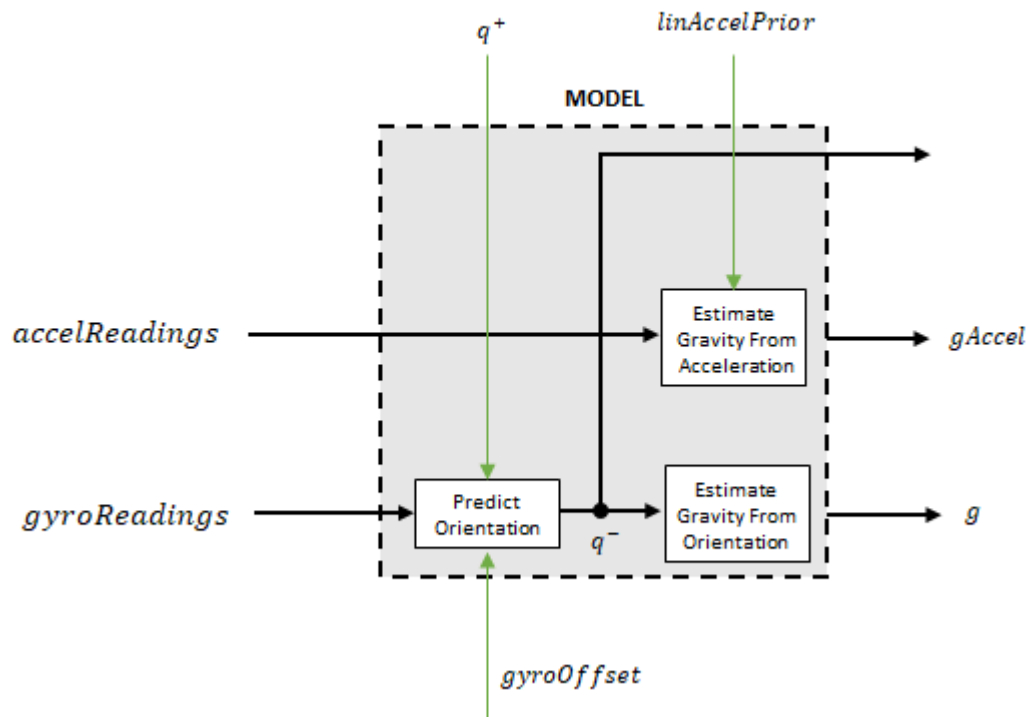 q⁺
linAccelPrior
MODEL
accelReadings
Estimate
Gravity From
Acceleration
gAccel
gyroReadings
Predict
Orientation
q⁻
Estimate
Gravity From
Orientation
g
gyroOffset